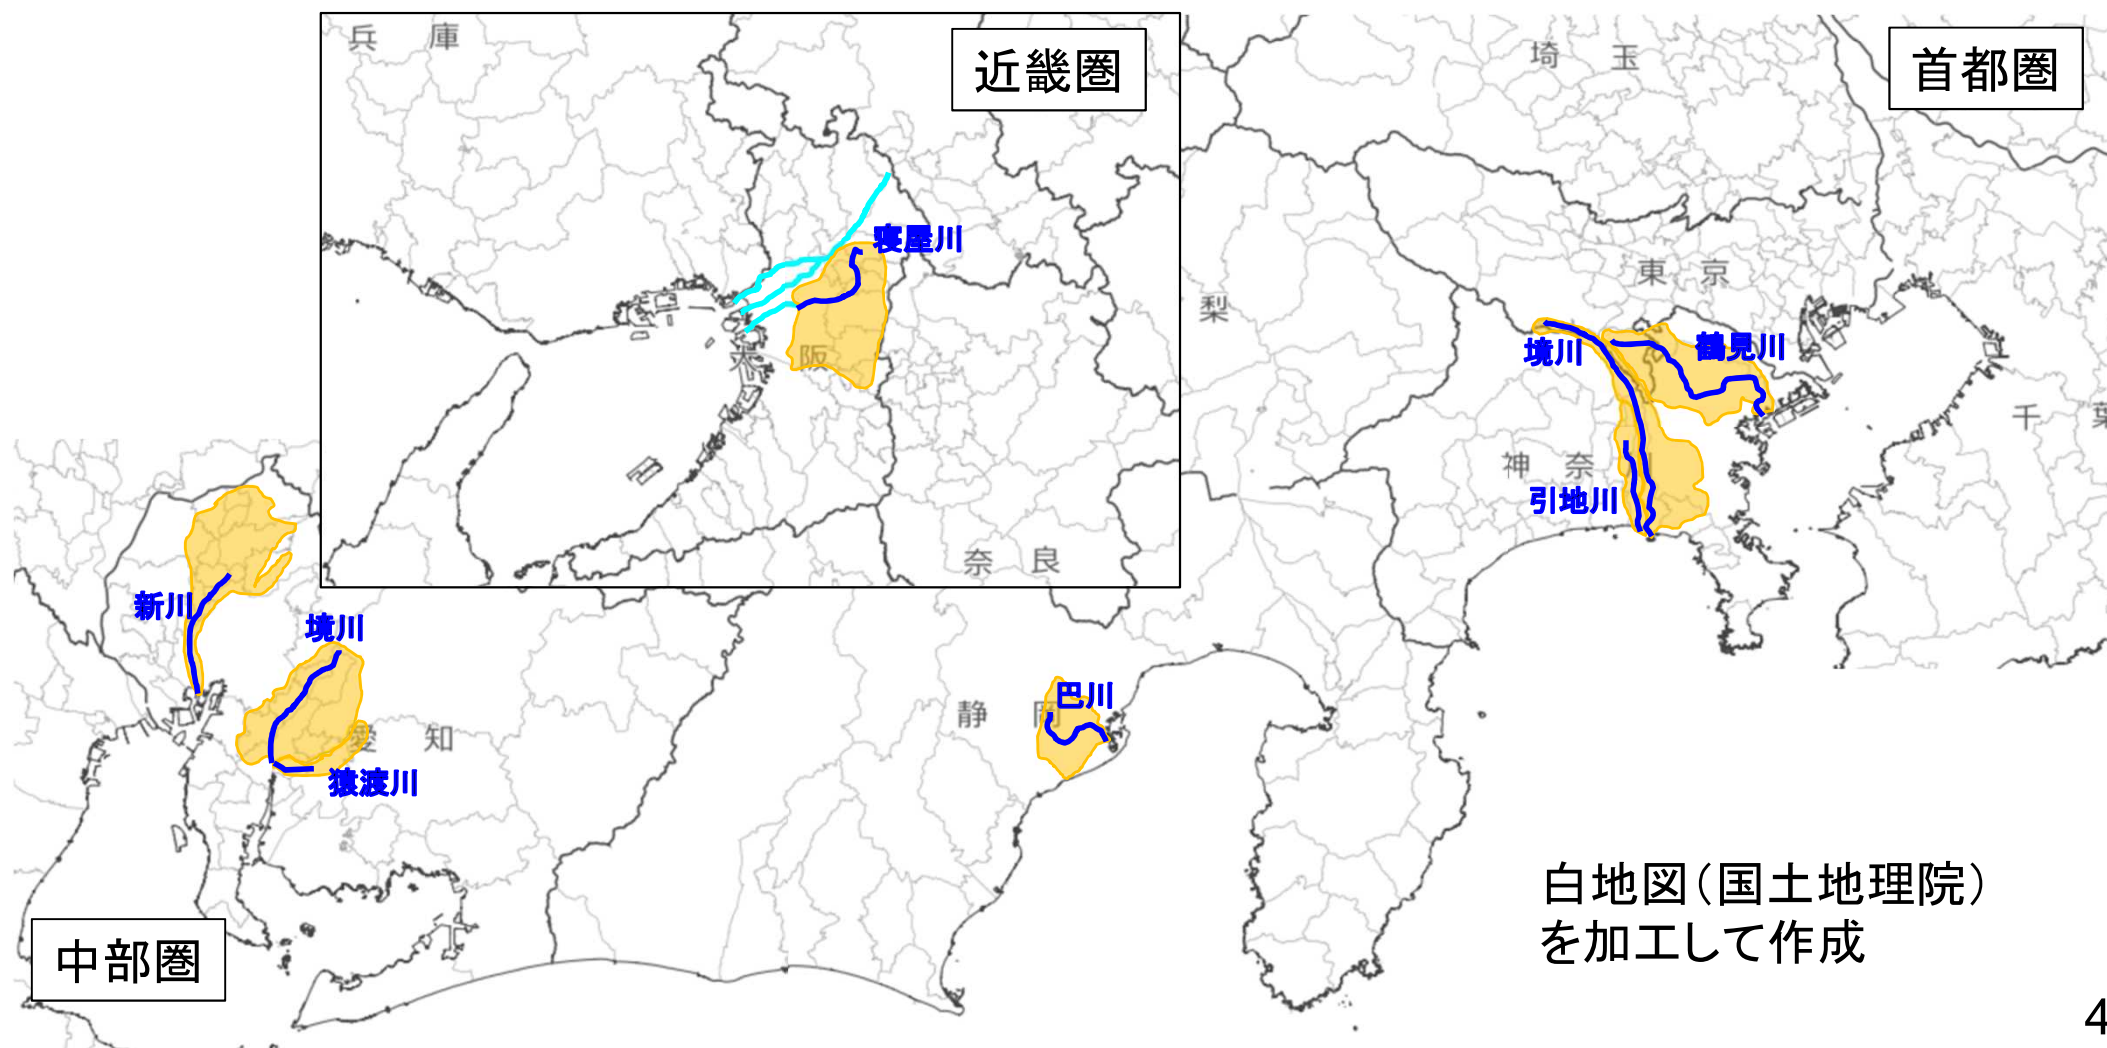 兵庫
近畿圏
埼玉
首都圏
寝屋川
東京
梨
大阪
境川
鶴見川
千葉
神奈
引地川
奈良
新川
境川
巴川
静岡
愛知
猿渡川
白地図（国土地理院）
を加工して作成
中部圏
4